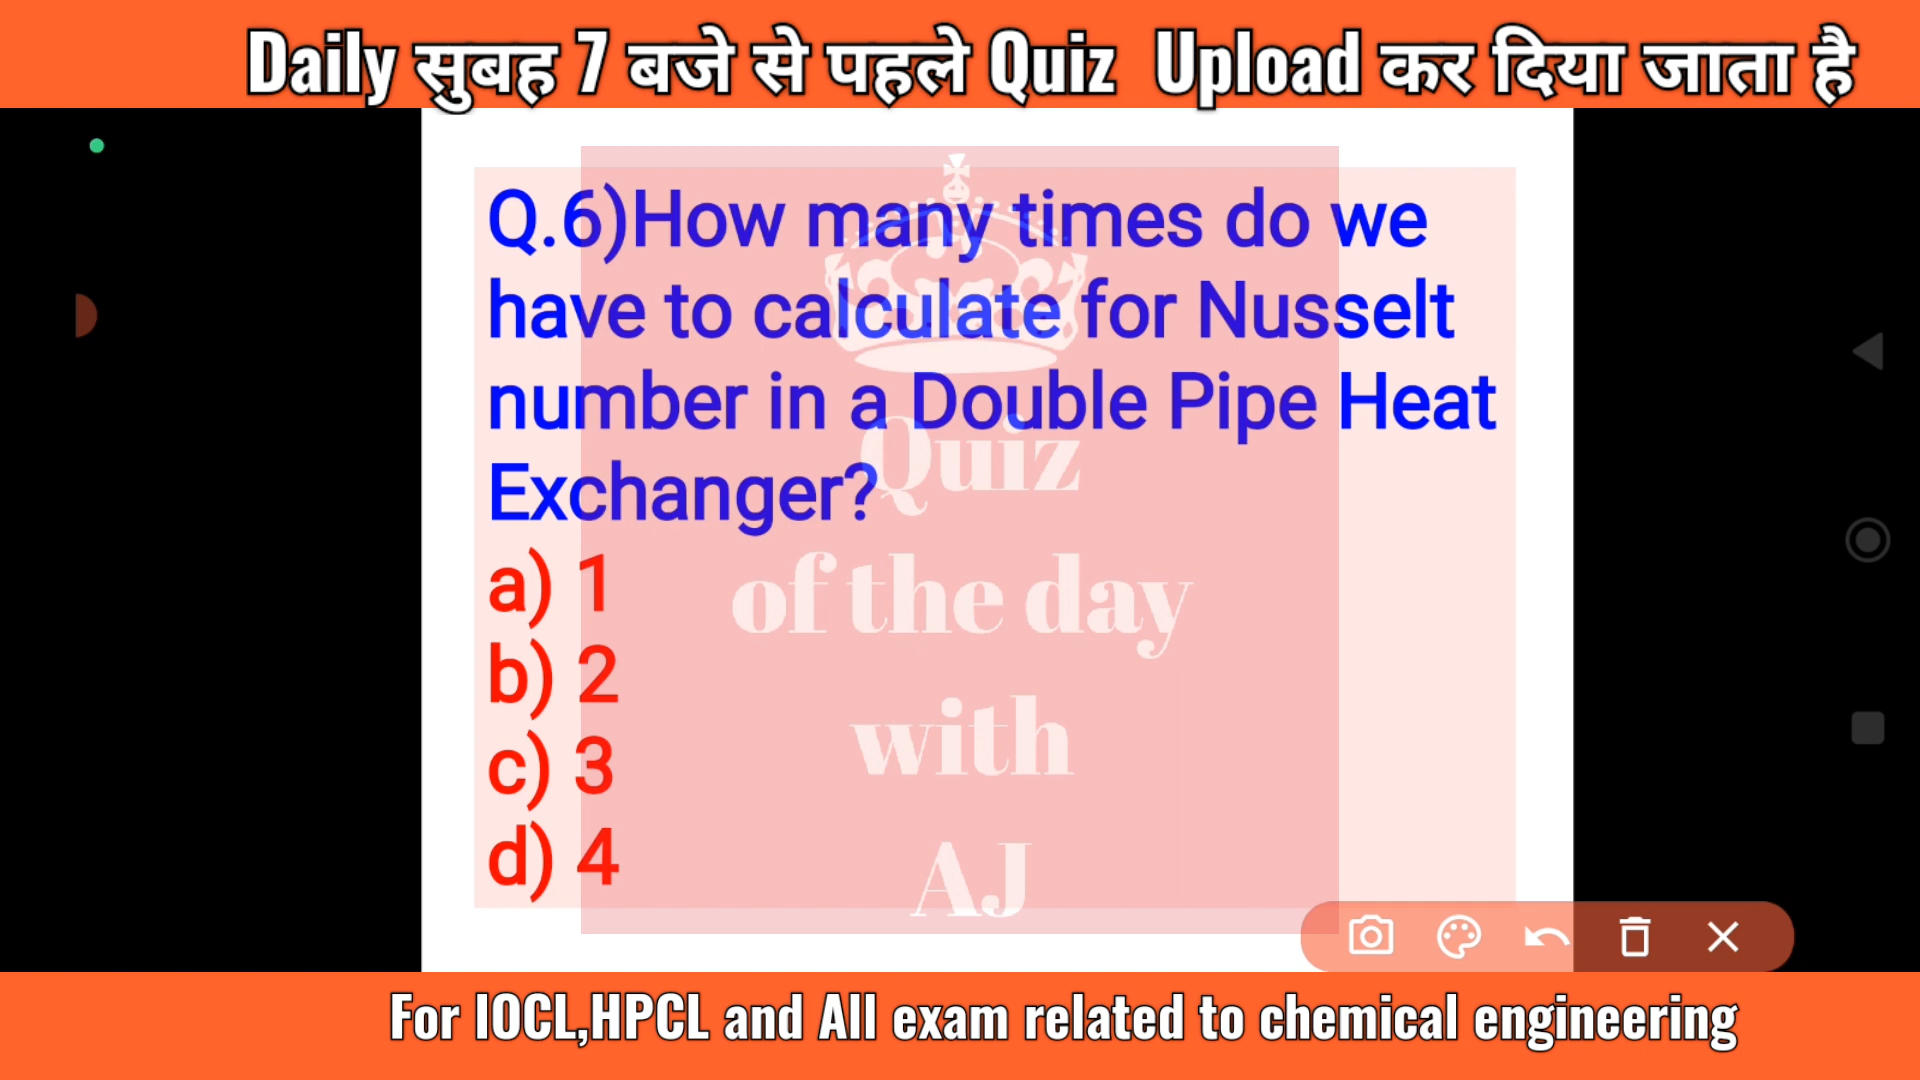 Daily सुबह 7 बजे से पहले Quiz Upload कर दिया जाता है
Q.6)How many times do we
have to calculate for Nusselt
number in a Double Pipe Heat
Exchanger?
a) 1
b) 2
c) 3
d) 4
Quiz
of the day
with
AJ
For IOCL,HPCL and All exam related to chemical engineering